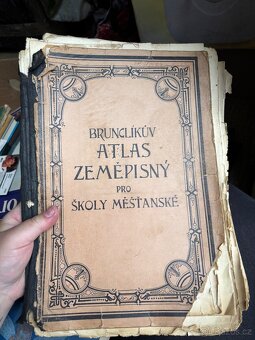 BRUNCLÍKŮV
ATLAS
ZEMĚPISNÝ
PRO
ŠKOLY MĚŠŤANSKÉ